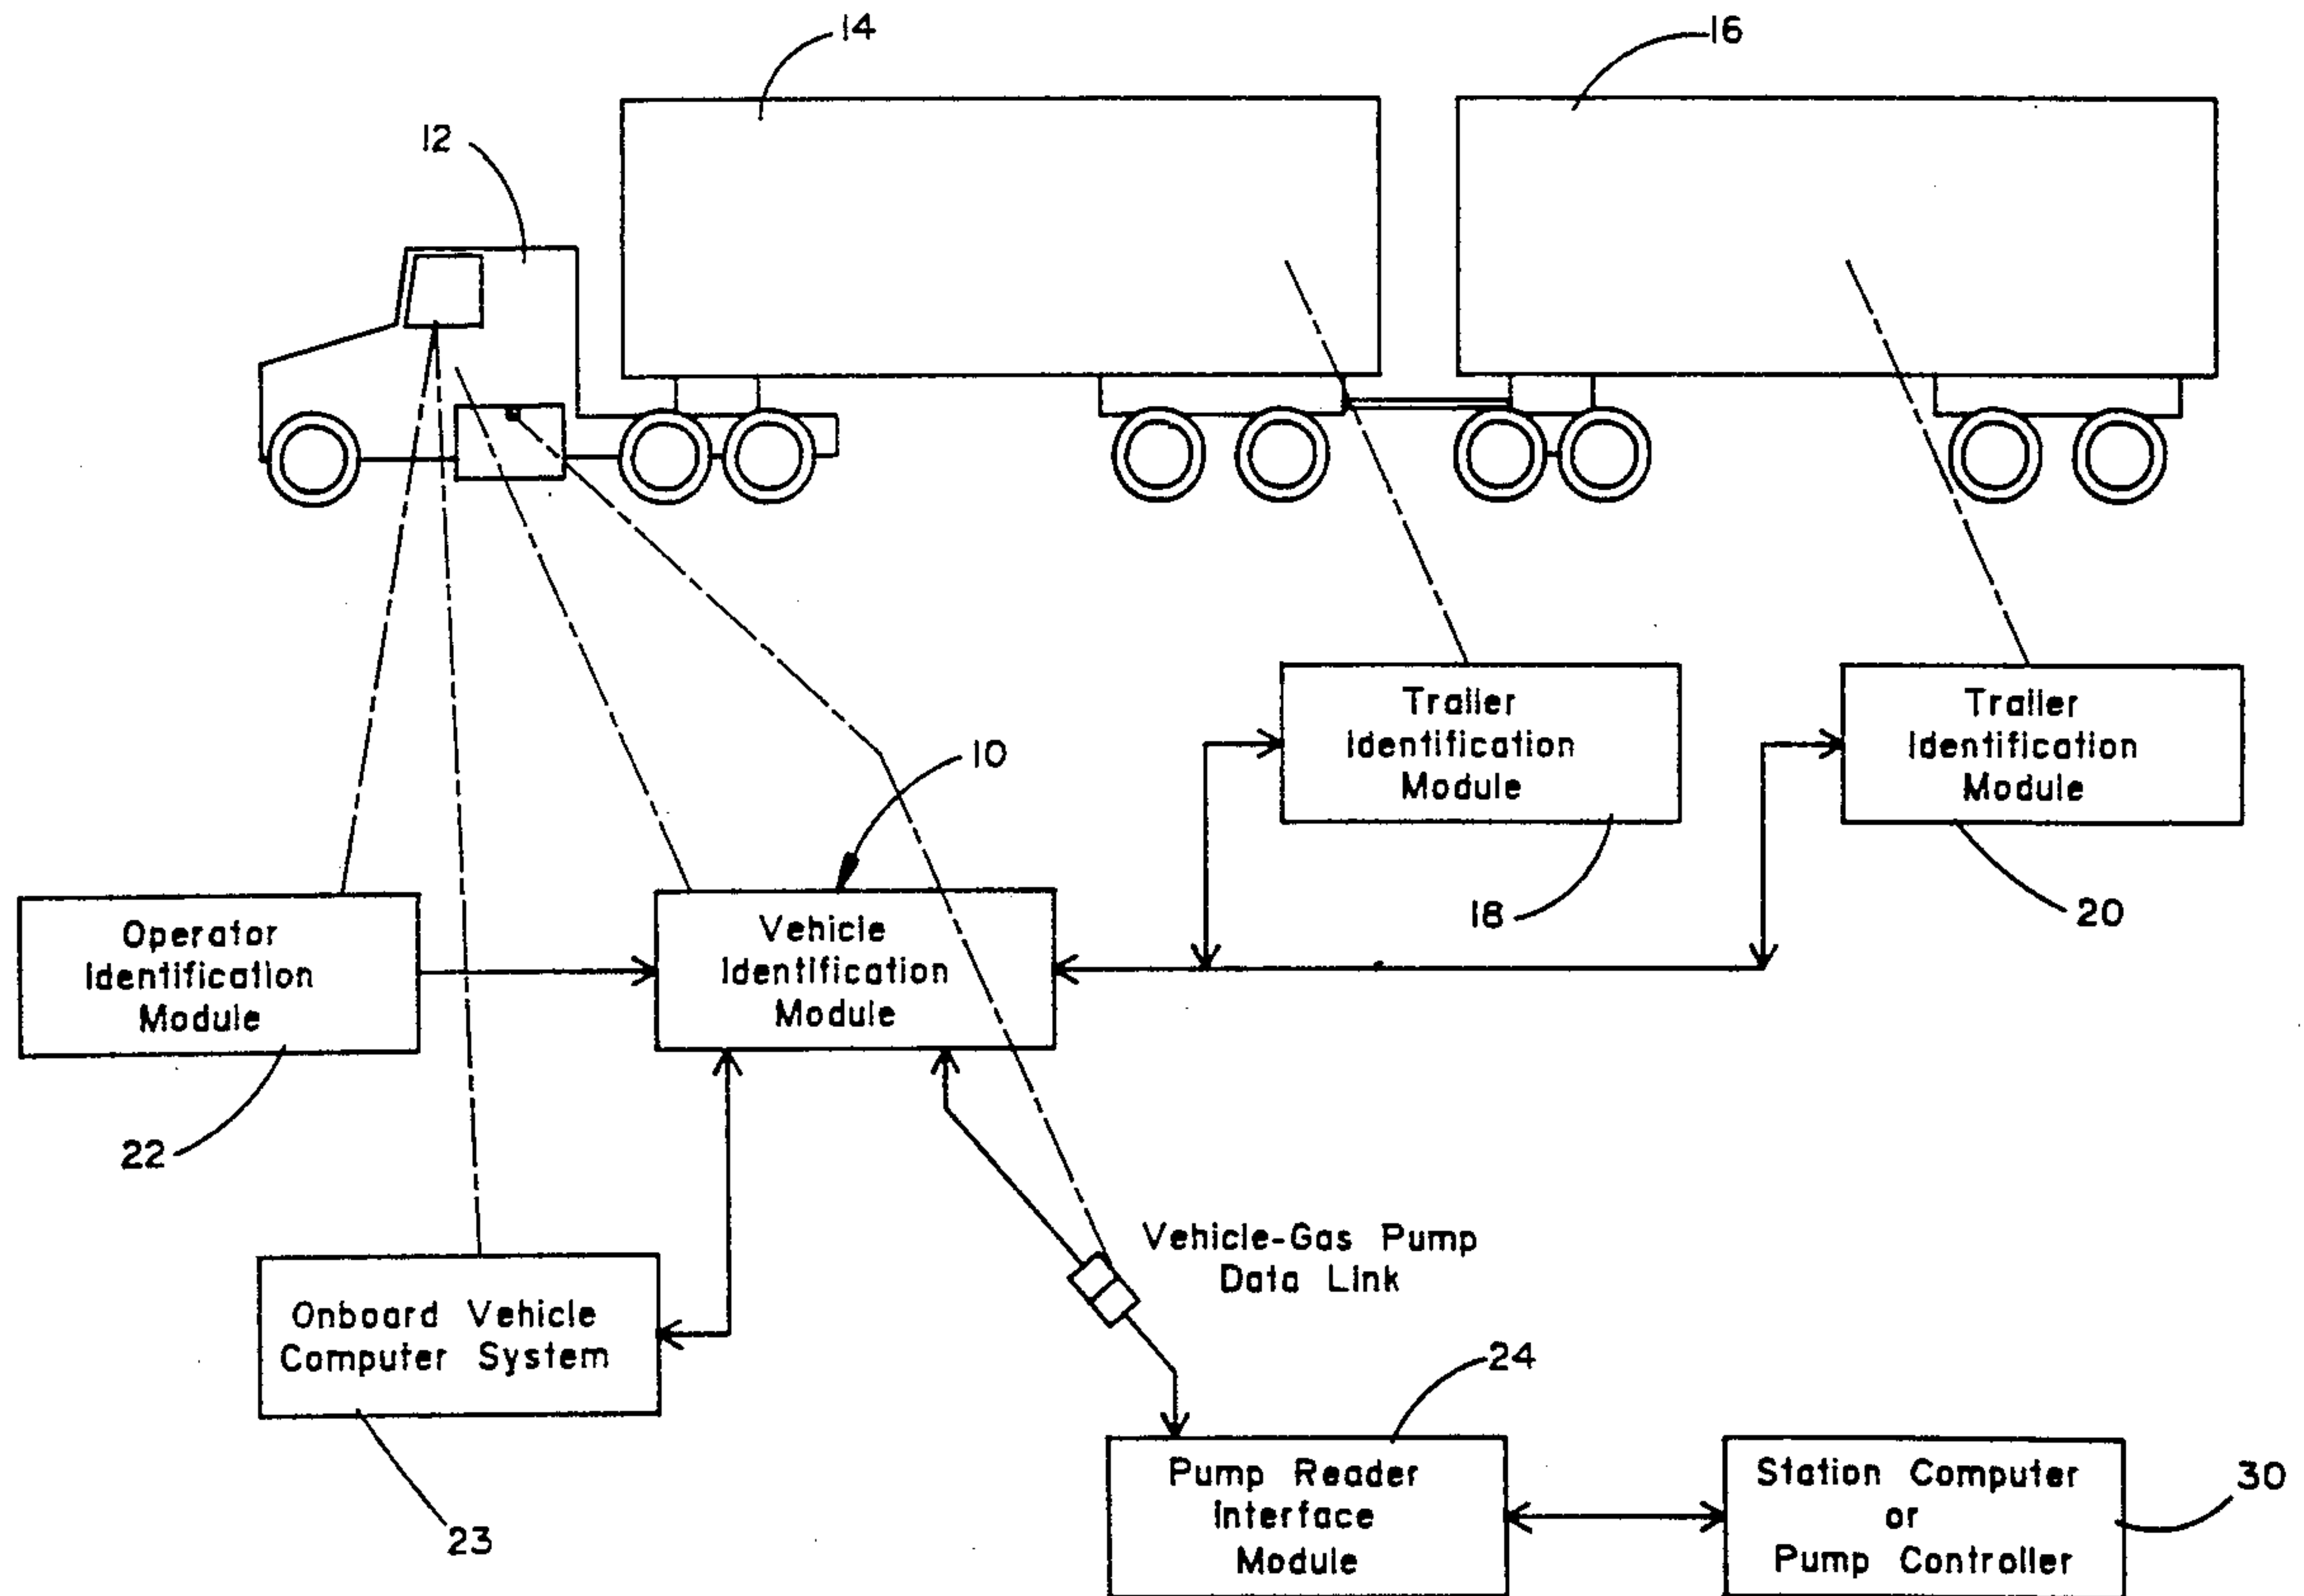 14
16
12
Trailer
Identification
Module
Trailer
Identification
Module
10
18
20
Operator
Identification
Module
Vehicle
Identification
Module
22
Vehicle-Gas Pump
Data Link
Onboard Vehicle
Computer System
24
23
Pump Reader
Interface
Module
Station Computer
or
Pump Controller
30